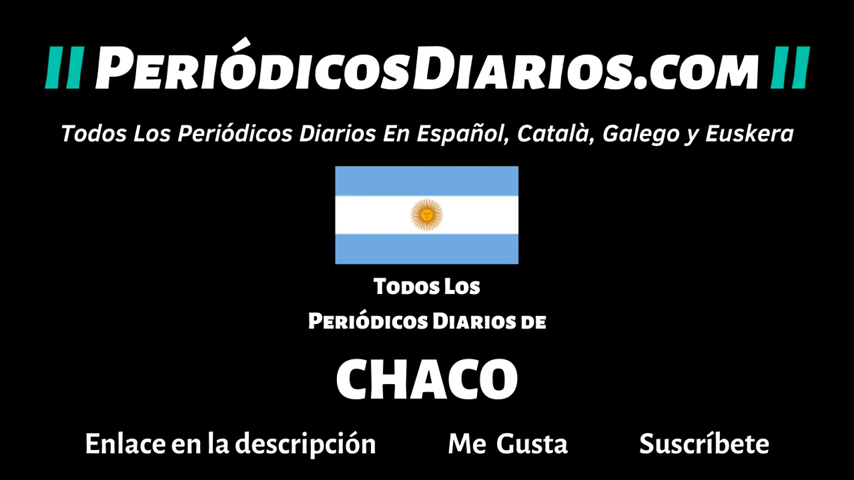 PeriódicosDiarios.com
Todos Los Periódicos Diarios En Español, Català, Galego y Euskera
Todos Los
Periódicos Diarios de
CHACO
Enlace en la descripción Me Gusta Suscríbete